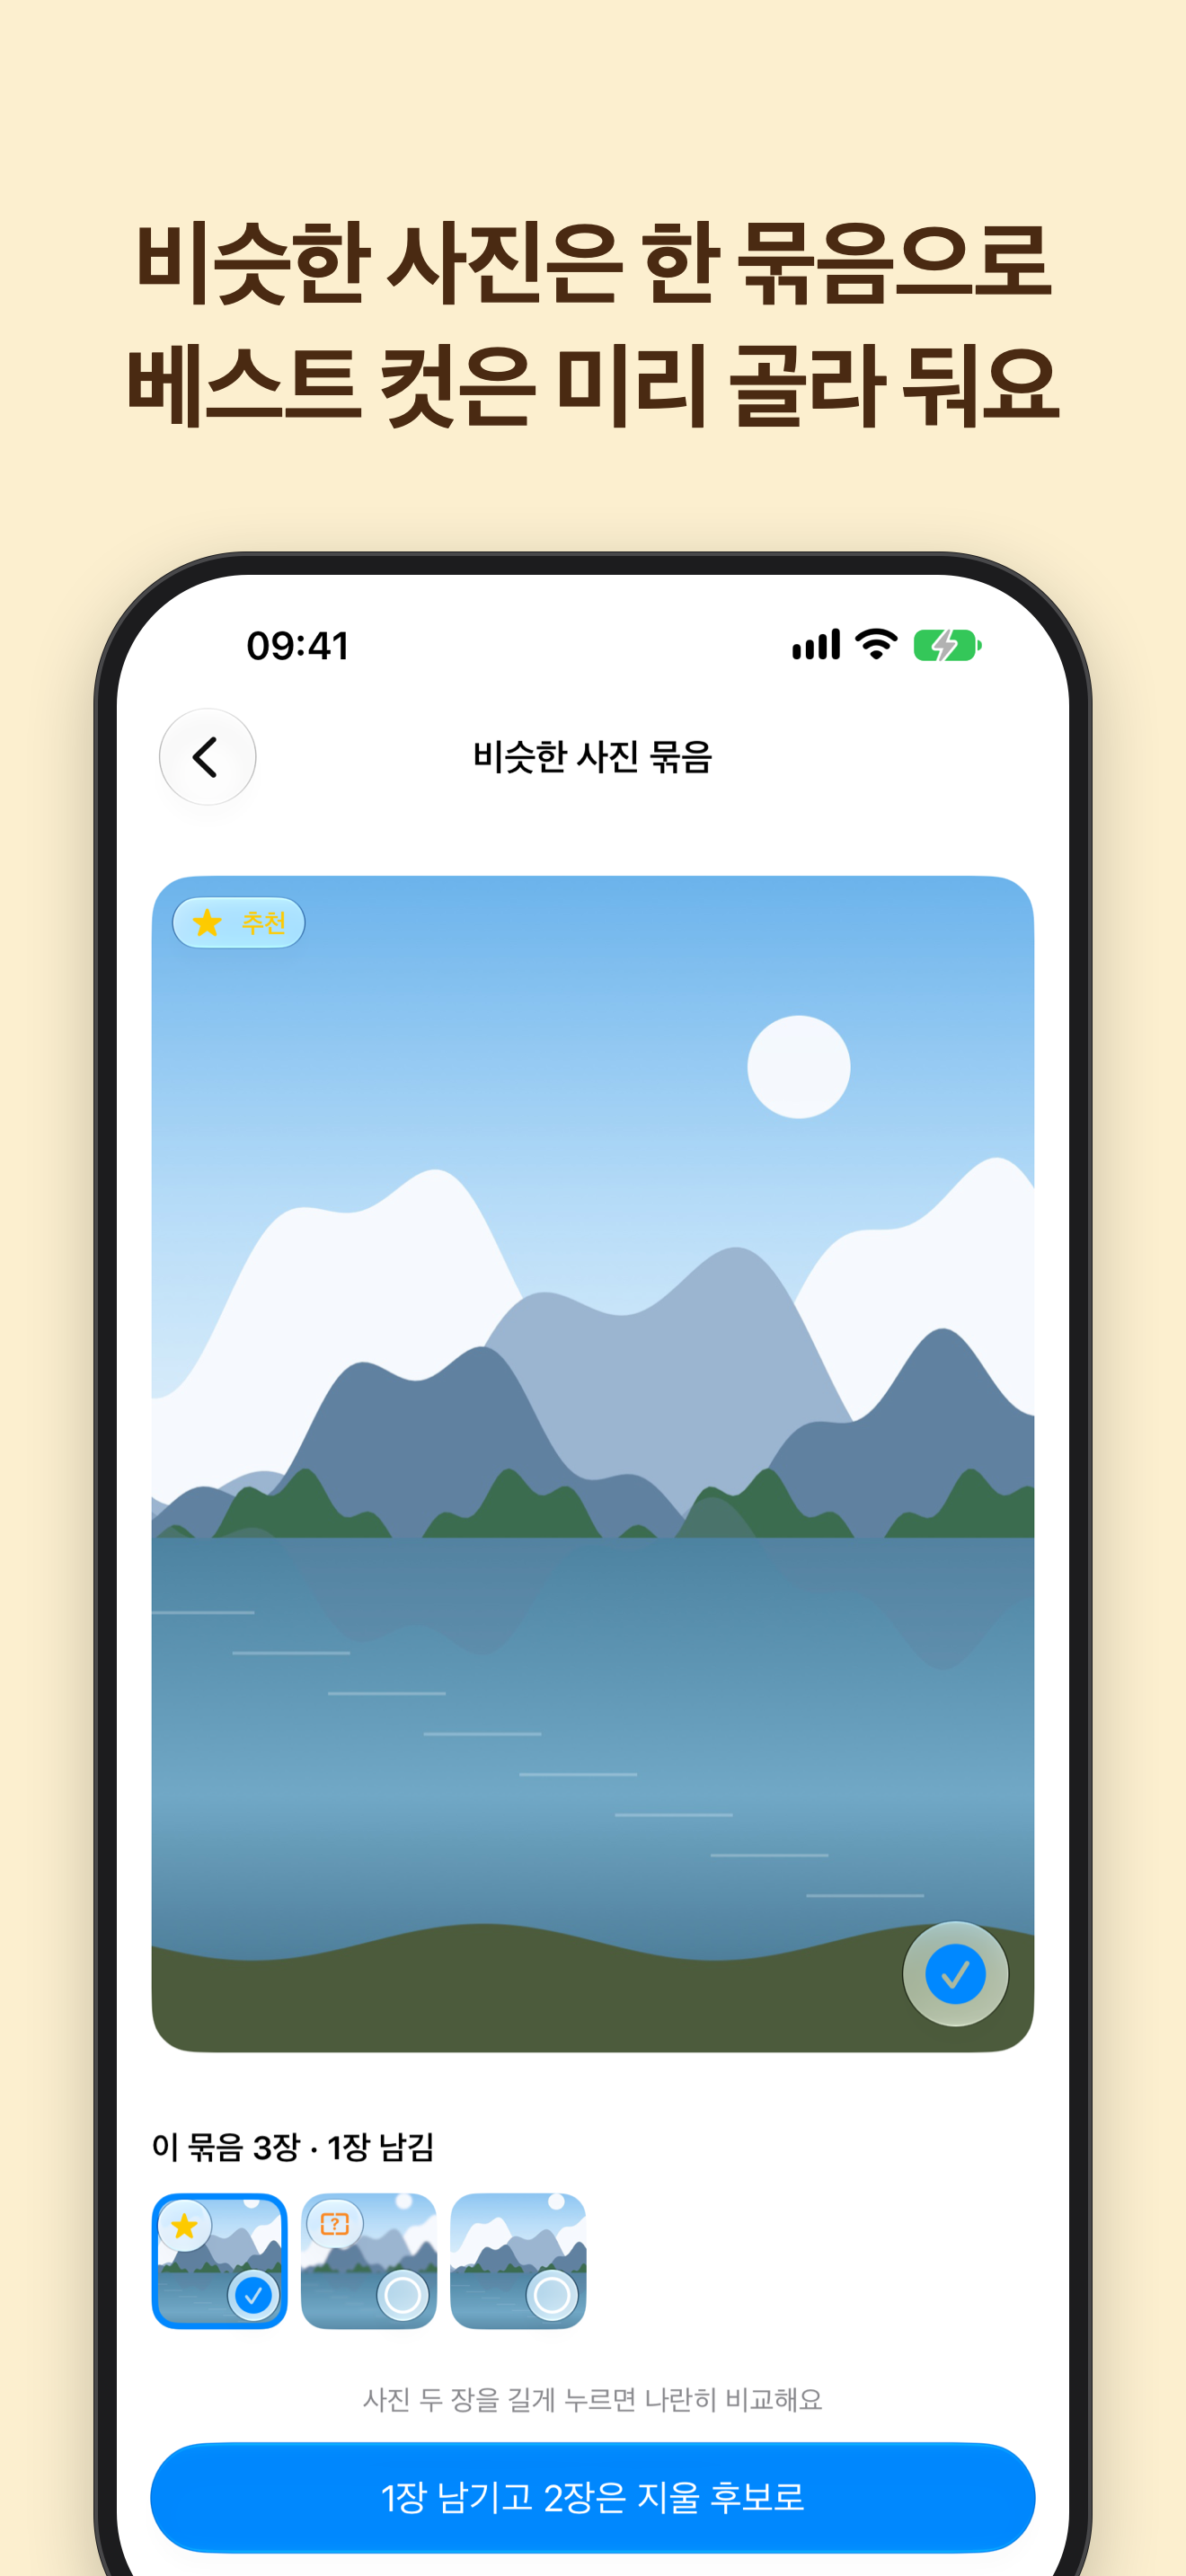 비슷한 사진은 한 묶음으로
베스트 컷은 미리 골라 둬요
09:41
비슷한 사진 묶음
추천
이 묶음 3장 · 1장 남김
?
사진 두 장을 길게 누르면 나란히 비교해요
1장 남기고 2장은 지울 후보로